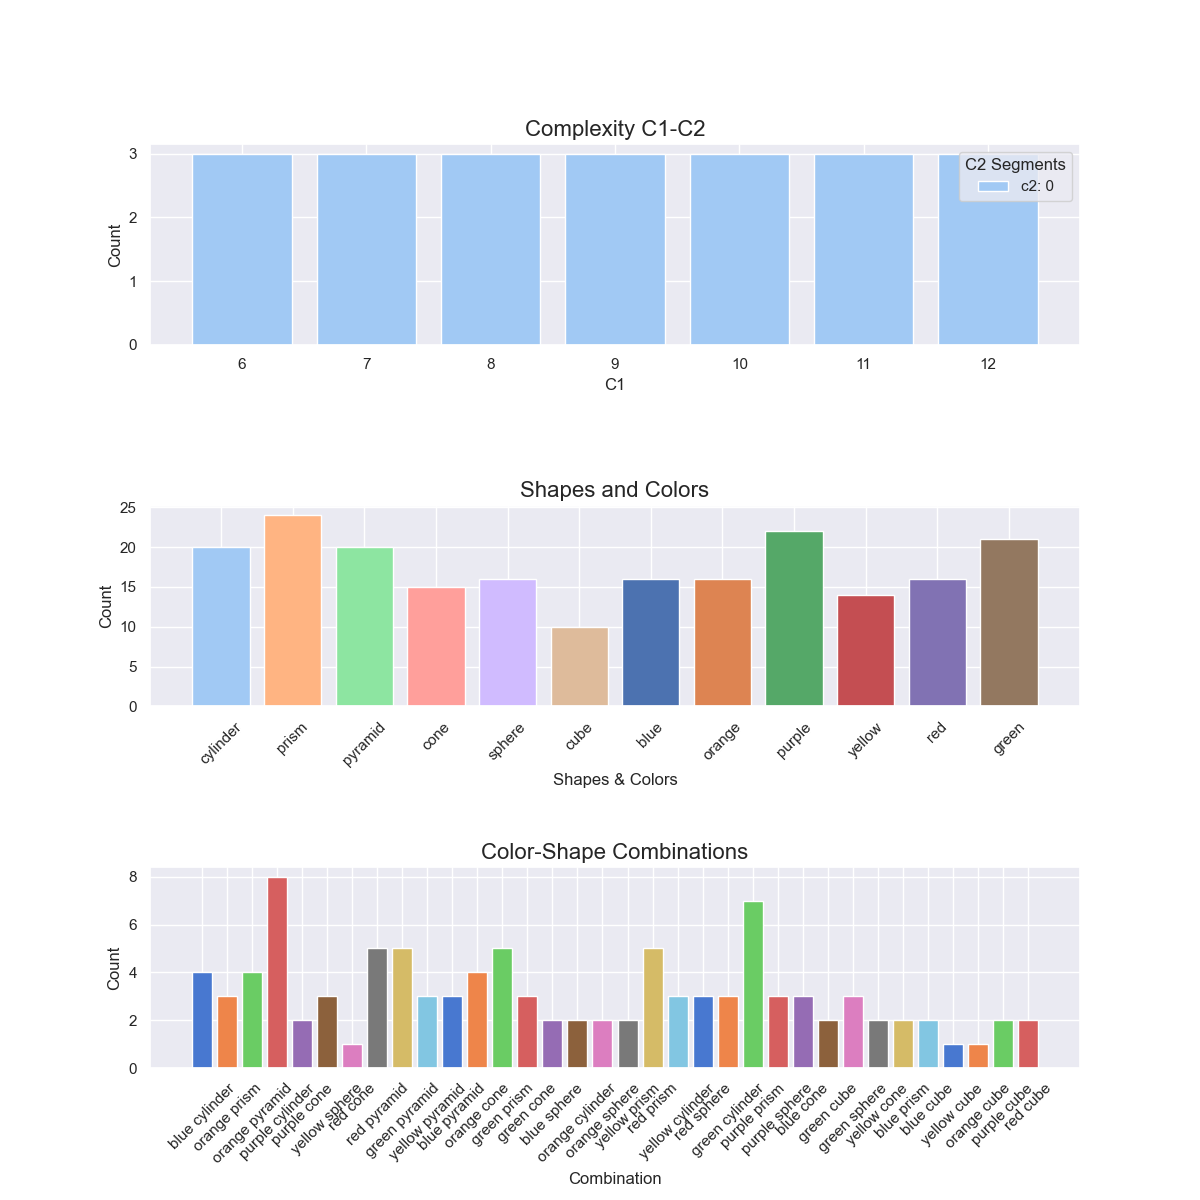 Complexity C1-C2
3
2
1
0
Count
C2 Segments
c2: 0
6 7 8 9 10 11 12
C1
Shapes and Colors
25
20
15
10
5
0
Count
cylinder prism pyramid cone sphere cube blue orange purple yellow red green
Shapes & Colors
Color-Shape Combinations
8
6
4
2
0
Count
blue cylinder
orange prism
orange pyramid
purple cylinder
purple cone
yellow sphere
red cone
red pyramid
green pyramid
yellow pyramid
blue pyramid
orange cone
green prism
green cone
blue sphere
orange cylinder
orange sphere
yellow prism
red prism
yellow cylinder
red sphere
green cylinder
purple prism
purple sphere
blue cone
green cube
green sphere
yellow cone
blue prism
blue cube
yellow cube
orange cube
purple cube
red cube
Combination